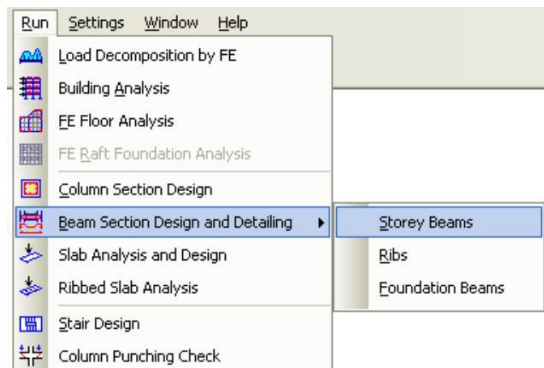 Run Settings Window Help
Load Decomposition by FE
Building Analysis
FE Floor Analysis
FE Raft Foundation Analysis
Column Section Design
Beam Section Design and Detailing
Storey Beams
Slab Analysis and Design
Ribs
Ribbed Slab Analysis
Foundation Beams
Stair Design
Column Punching Check